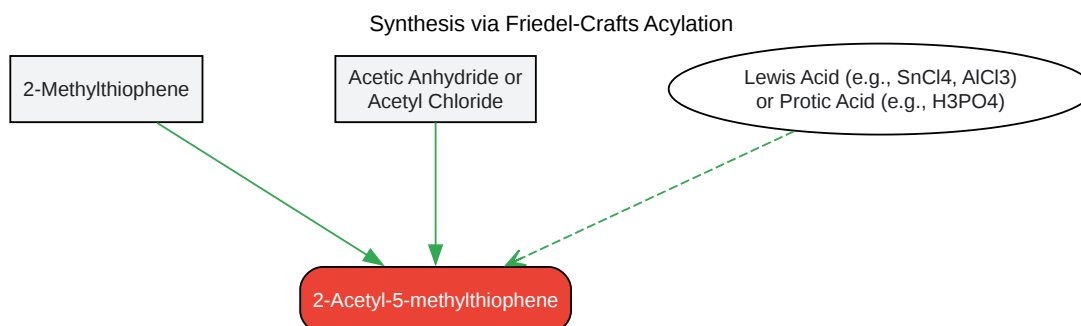 Synthesis via Friedel-Crafts Acylation
2-Methylthiophene
Acetic Anhydride or
Acetyl Chloride
Lewis Acid (e.g., SnCl4, AlCl3)
or Protic Acid (e.g., H3PO4)
2-Acetyl-5-methylthiophene